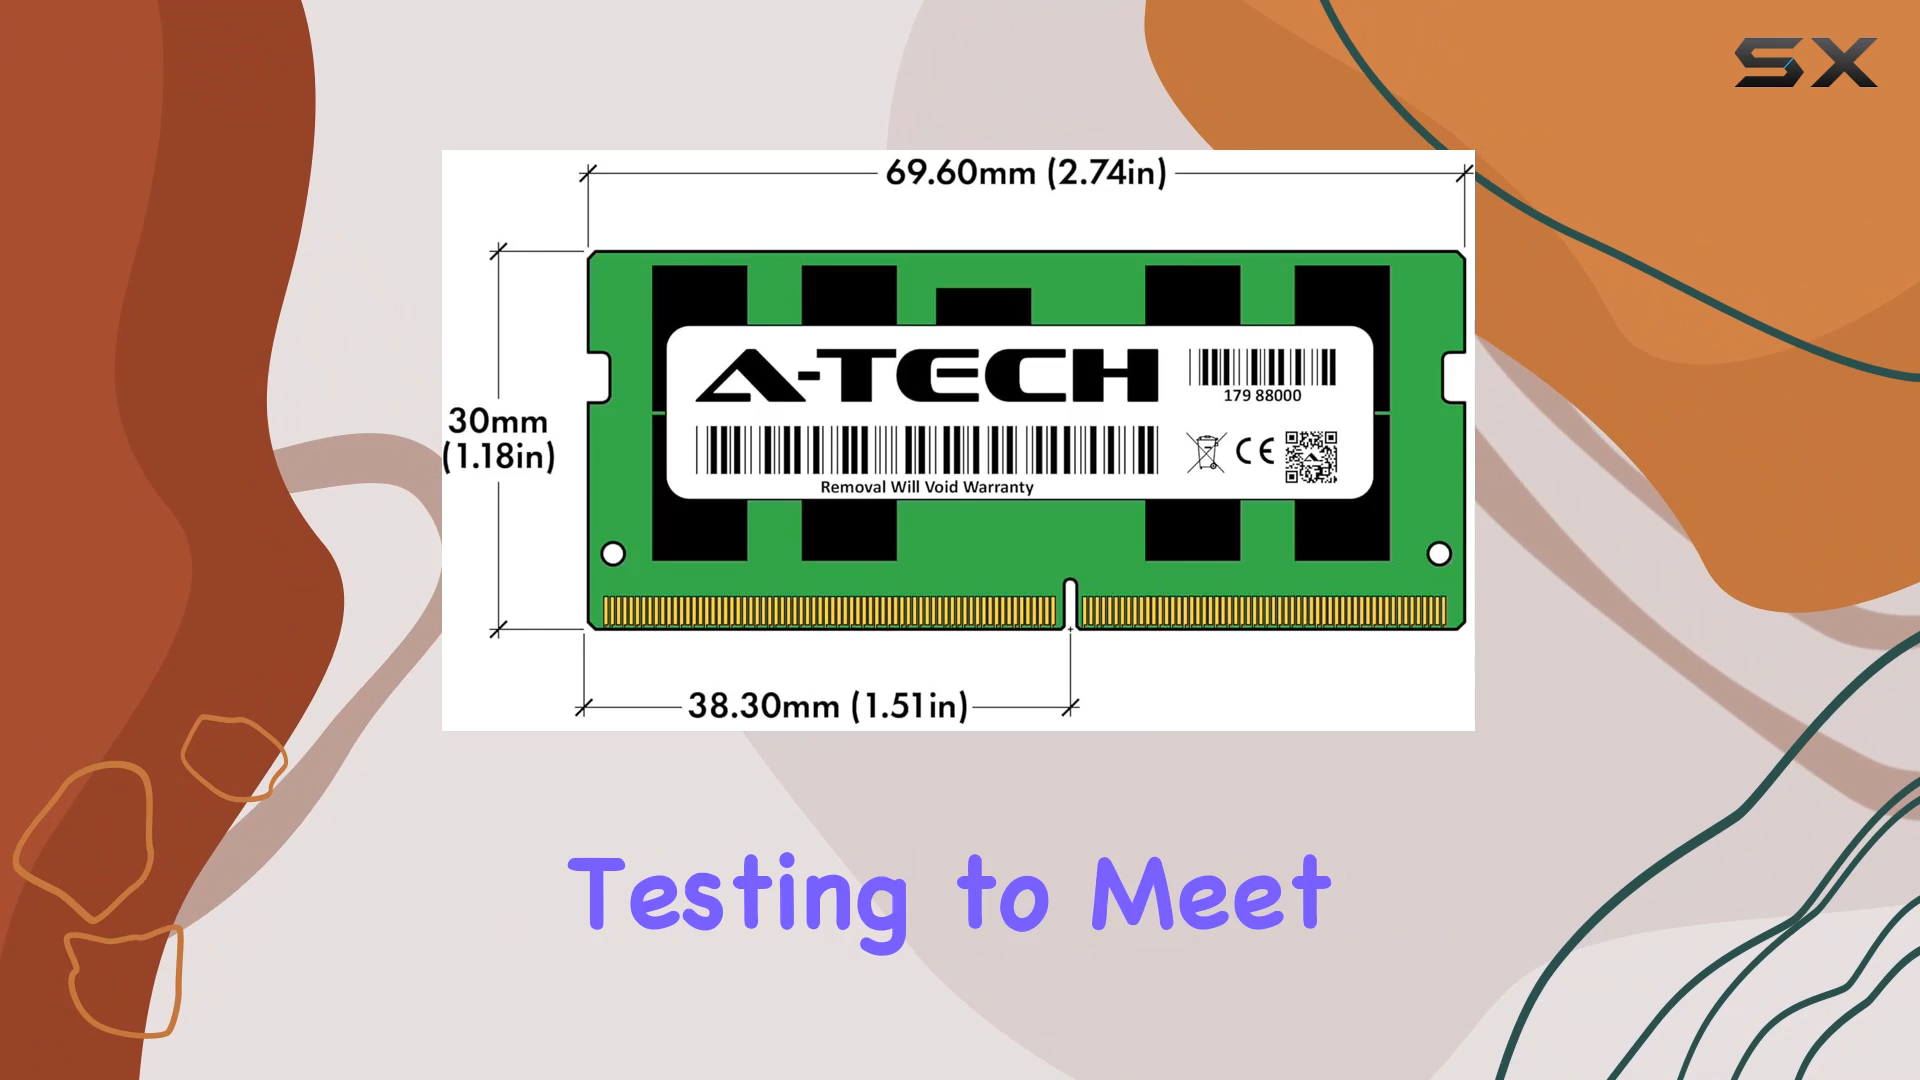 SX
69.60mm (2.74in)
A-TECH
179 88000
30mm
(1.18in)
CE
Removal Will Void Warranty
38.30mm (1.51in)
Testing to Meet